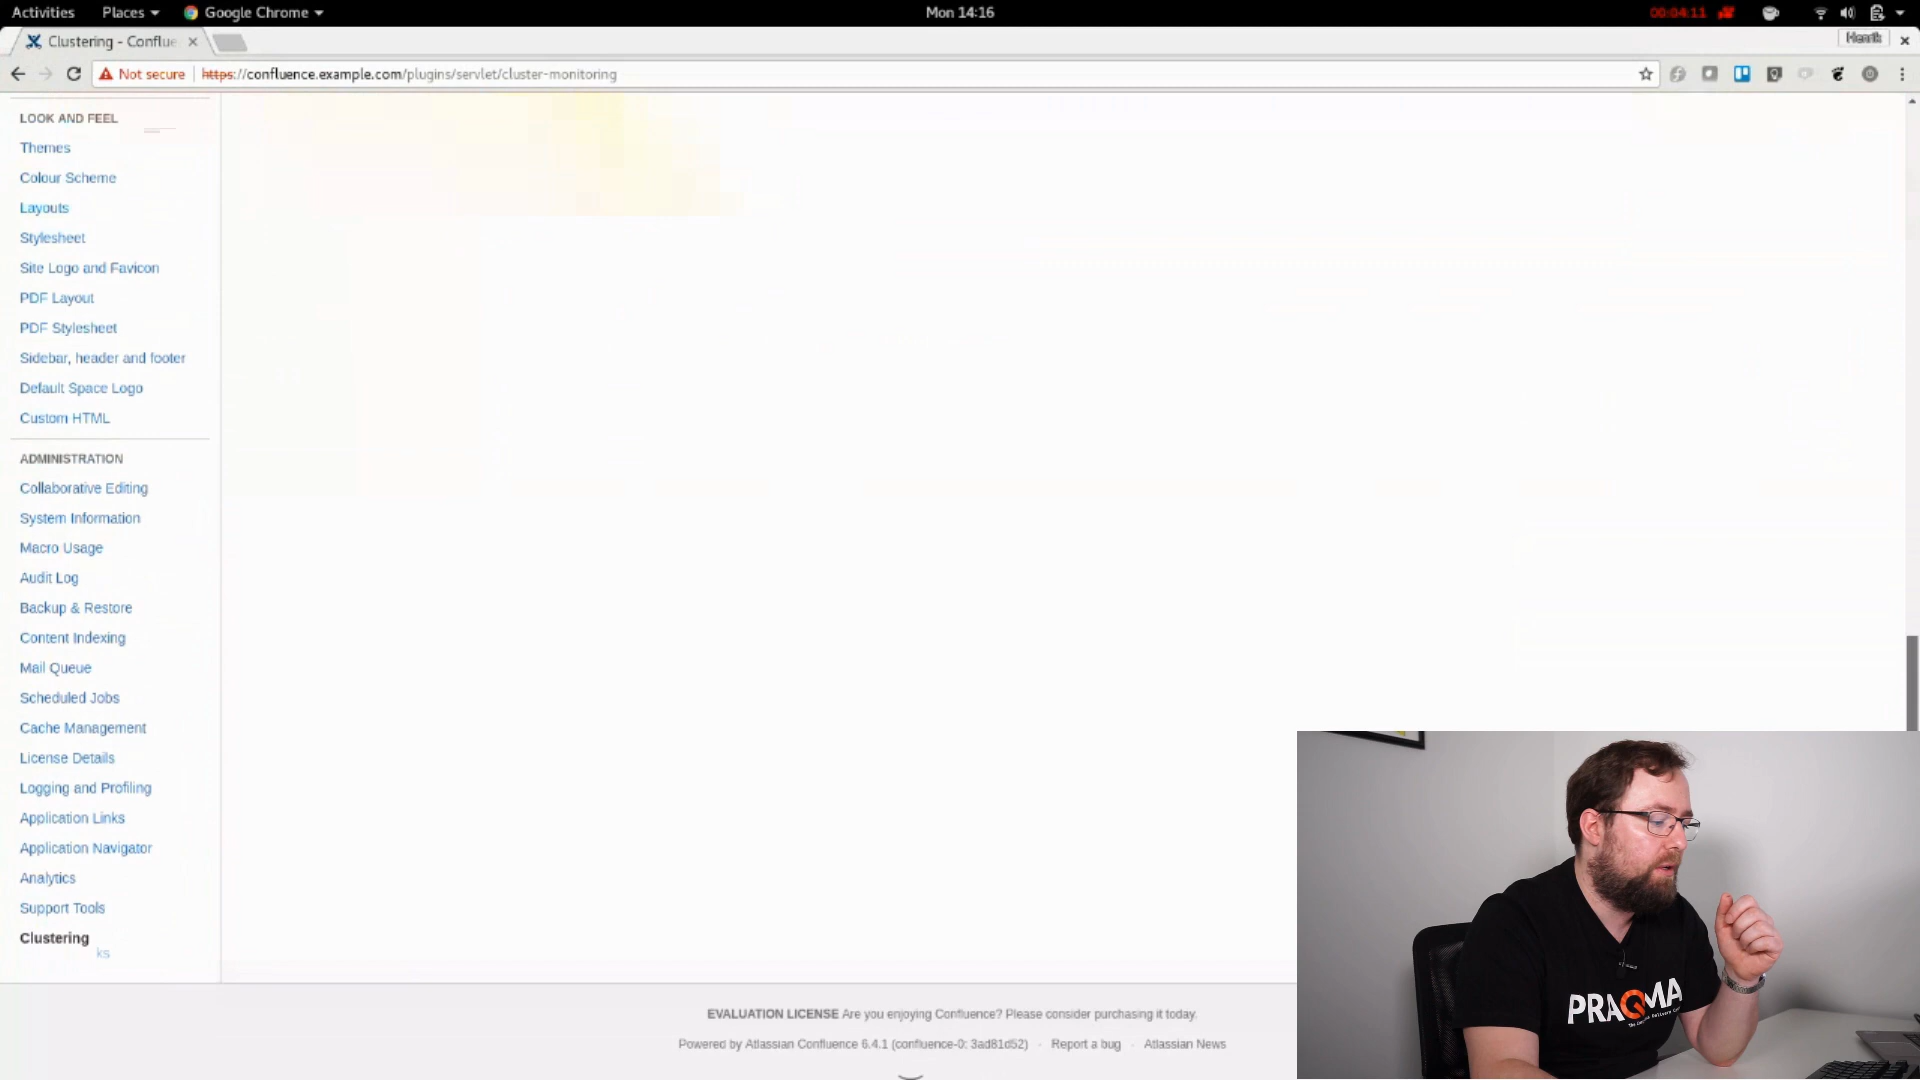 Activities Places Google Chrome Mon 14:16 00:04:11
Clustering - Conflue Henrik
Not secure https://confluence.example.com/plugins/servlet/cluster-monitoring
LOOK AND FEEL
Themes
Colour Scheme
Layouts
Stylesheet
Site Logo and Favicon
PDF Layout
PDF Stylesheet
Sidebar, header and footer
Default Space Logo
Custom HTML
ADMINISTRATION
Collaborative Editing
System Information
Macro Usage
Audit Log
Backup & Restore
Content Indexing
Mail Queue
Scheduled Jobs
Cache Management
License Details
Logging and Profiling
Application Links
Application Navigator
Analytics
Support Tools
Clustering
ks
EVALUATION LICENSE Are you enjoying Confluence? Please consider purchasing it today.
Powered by Atlassian Confluence 6.4.1 (confluence-0: 3ad81d52) · Report a bug · Atlassian News
PRAQMA